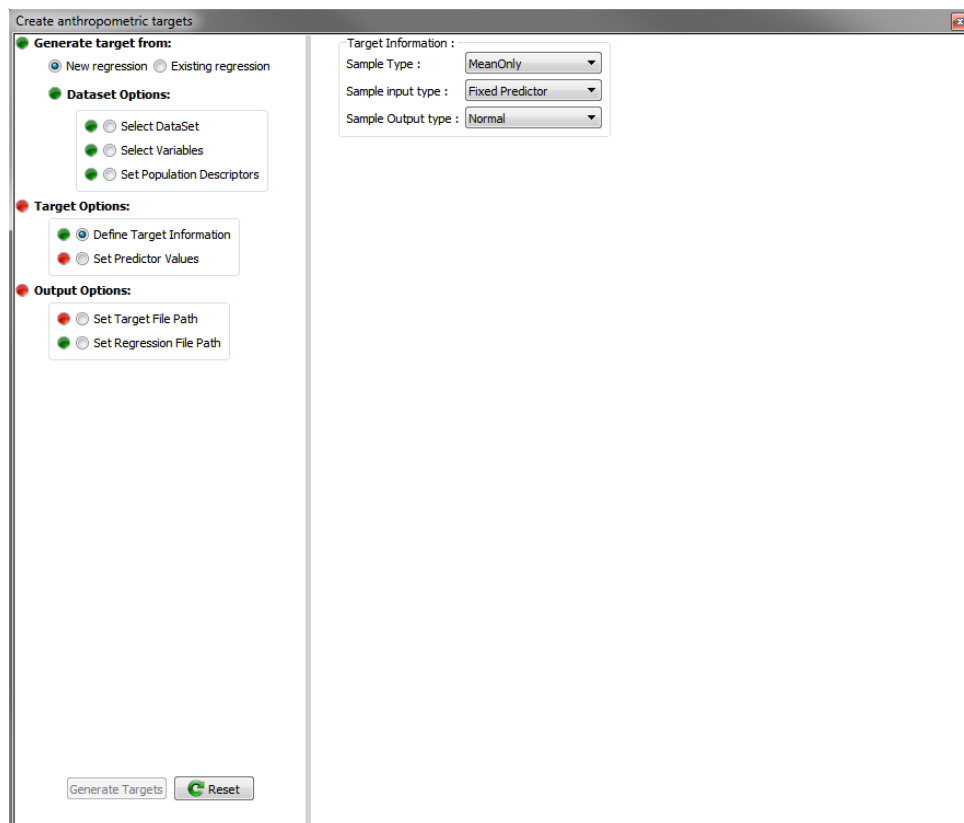 Create anthropometric targets
Generate target from:
New regression Existing regression
Dataset Options:
Select DataSet
Select Variables
Set Population Descriptors
Target Options:
Define Target Information
Set Predictor Values
Output Options:
Set Target File Path
Set Regression File Path
Generate Targets Reset
Target Information :
Sample Type : MeanOnly
Sample input type : Fixed Predictor
Sample Output type : Normal